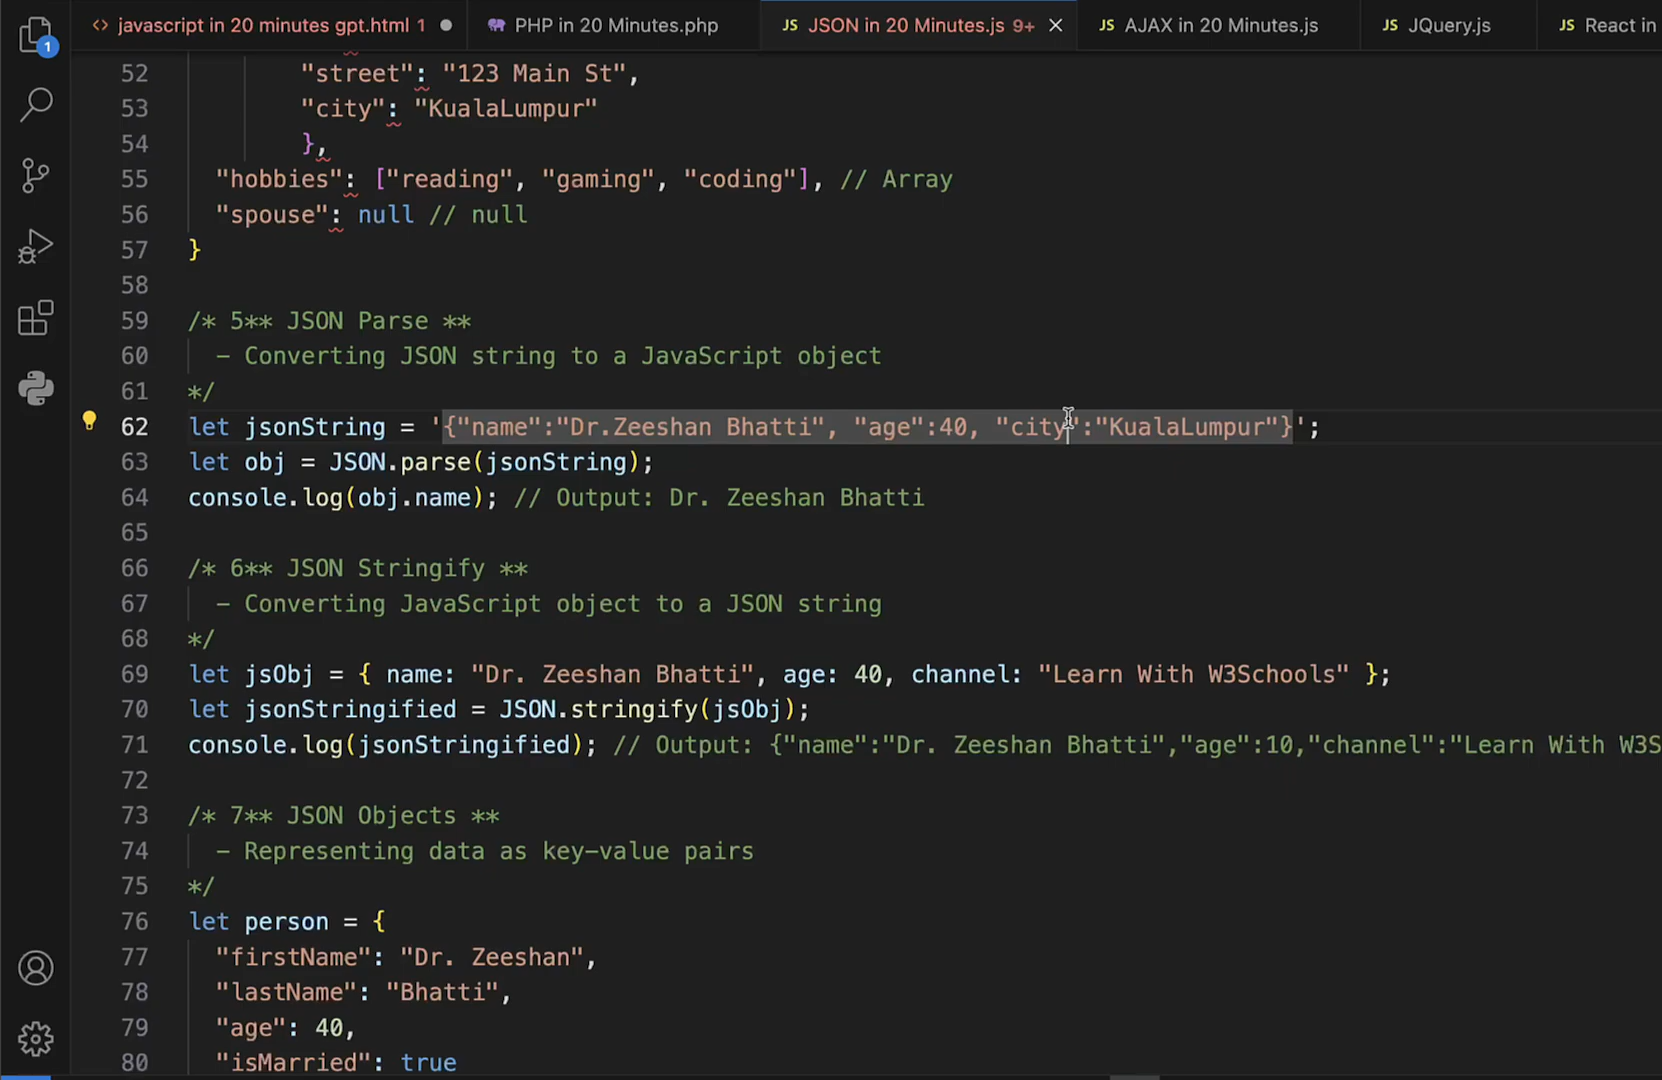 1
<> javascript in 20 minutes gpt.html 1 ●
PHP in 20 Minutes.php
JS JSON in 20 Minutes.js 9+ ×
JS AJAX in 20 Minutes.js
JS JQuery.js
JS React in
52 "street": "123 Main St",
53 "city": "KualaLumpur"
54 },
55 "hobbies": ["reading", "gaming", "coding"], // Array
56 "spouse": null // null
57 }
58
59 /* 5** JSON Parse **
60 - Converting JSON string to a JavaScript object
61 */
62 let jsonString = '{"name":"Dr.Zeeshan Bhatti", "age":40, "city":"KualaLumpur"}';
63 let obj = JSON.parse(jsonString);
64 console.log(obj.name); // Output: Dr. Zeeshan Bhatti
65
66 /* 6** JSON Stringify **
67 - Converting JavaScript object to a JSON string
68 */
69 let jsObj = { name: "Dr. Zeeshan Bhatti", age: 40, channel: "Learn With W3Schools" };
70 let jsonStringified = JSON.stringify(jsObj);
71 console.log(jsonStringified); // Output: {"name":"Dr. Zeeshan Bhatti","age":10,"channel":"Learn With W3S
72
73 /* 7** JSON Objects **
74 - Representing data as key-value pairs
75 */
76 let person = {
77 "firstName": "Dr. Zeeshan",
78 "lastName": "Bhatti",
79 "age": 40,
80 "isMarried": true